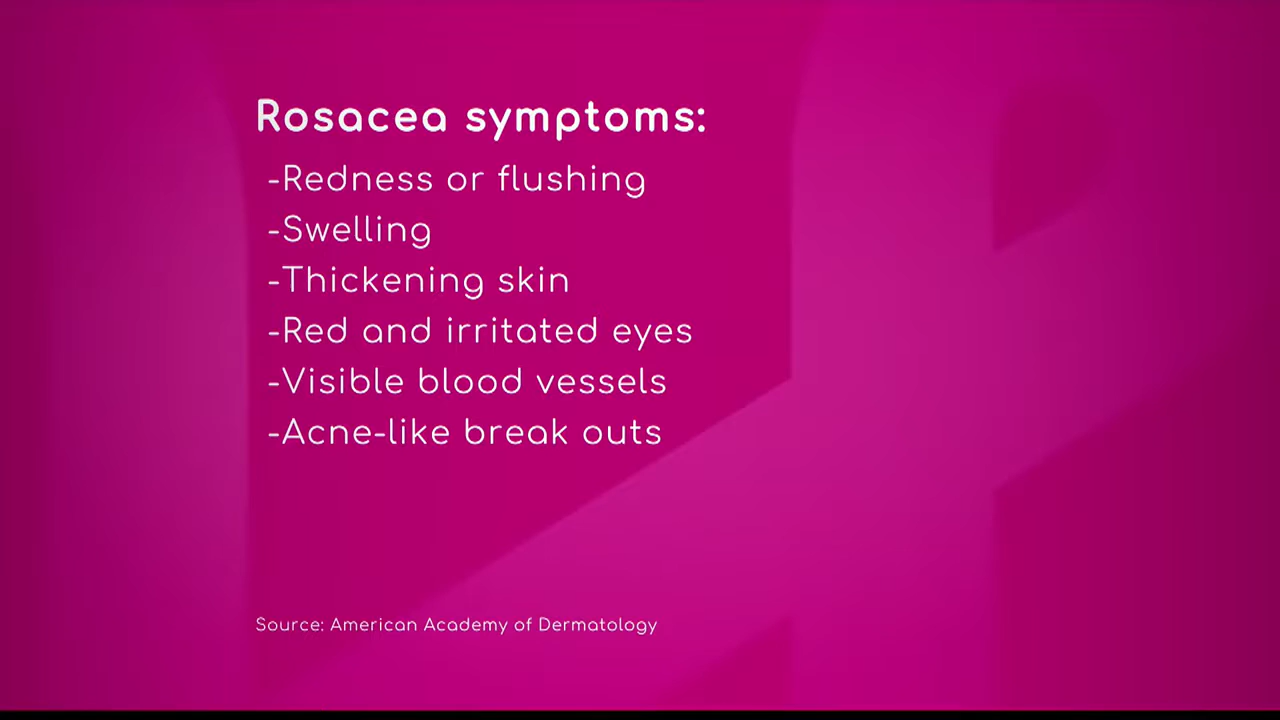 Rosacea symptoms:
-Redness or flushing
-Swelling
-Thickening skin
-Red and irritated eyes
-Visible blood vessels
-Acne-like break outs
Source: American Academy of Dermatology